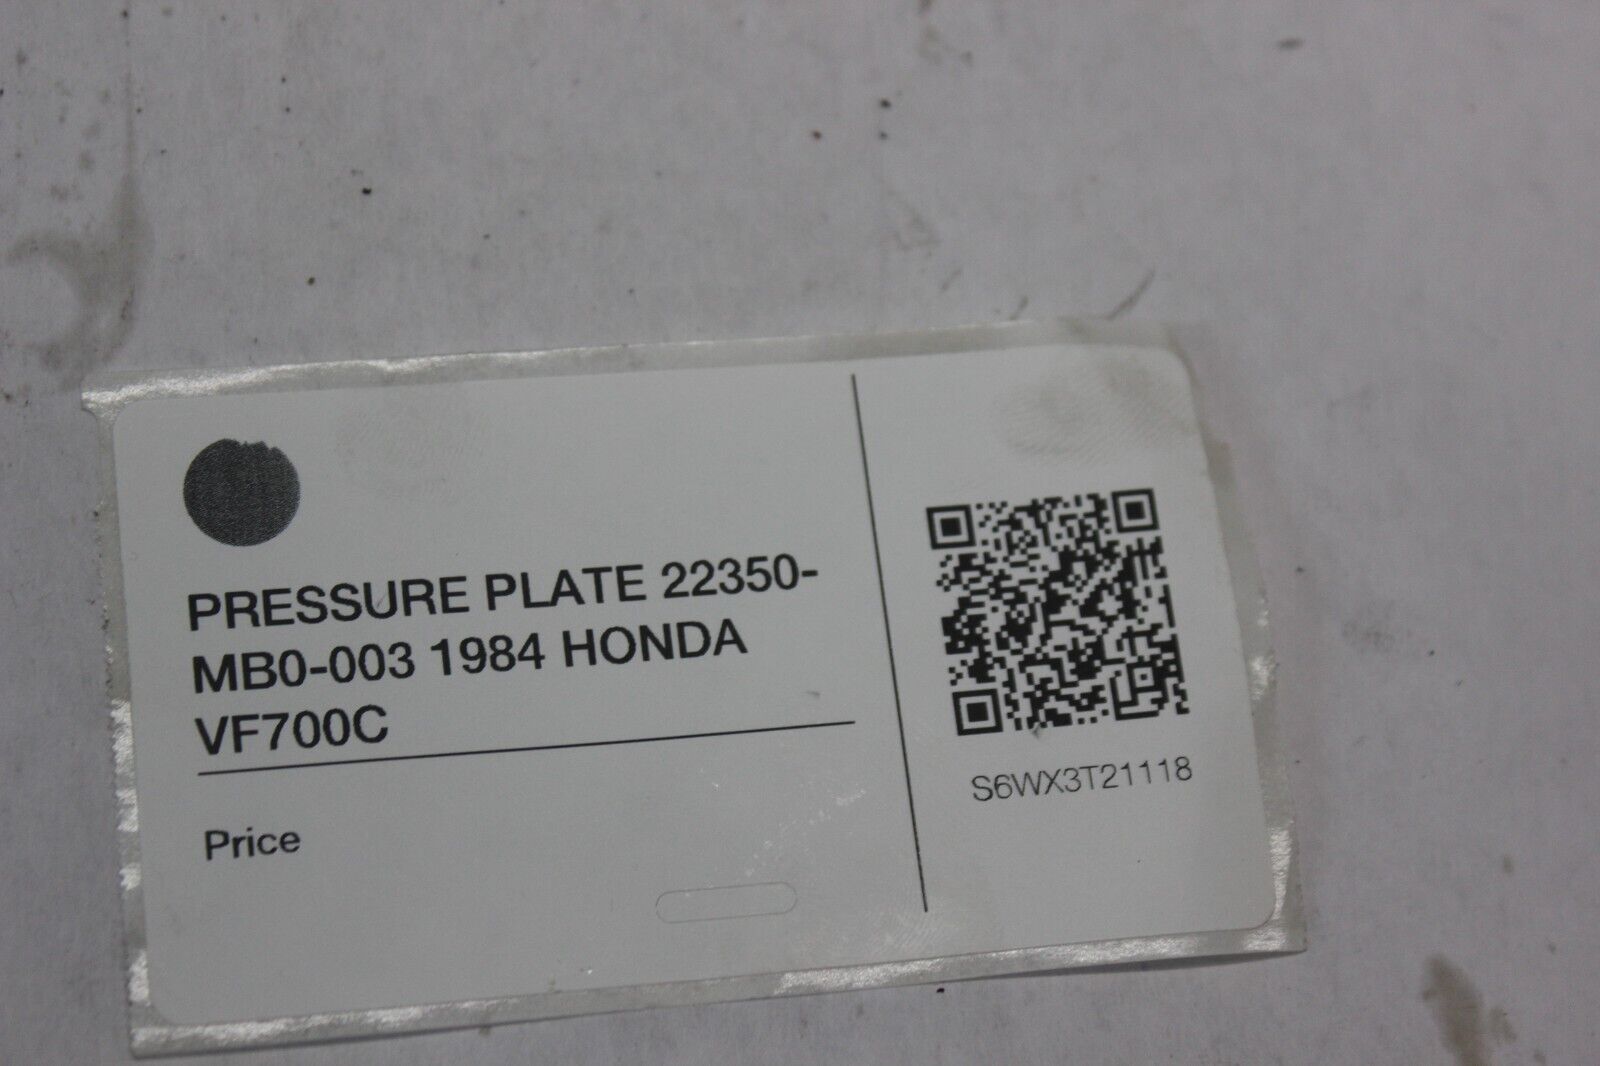 PRESSURE PLATE 22350-
MB0-003 1984 HONDA
VF700C
Price
S6WX3T21118